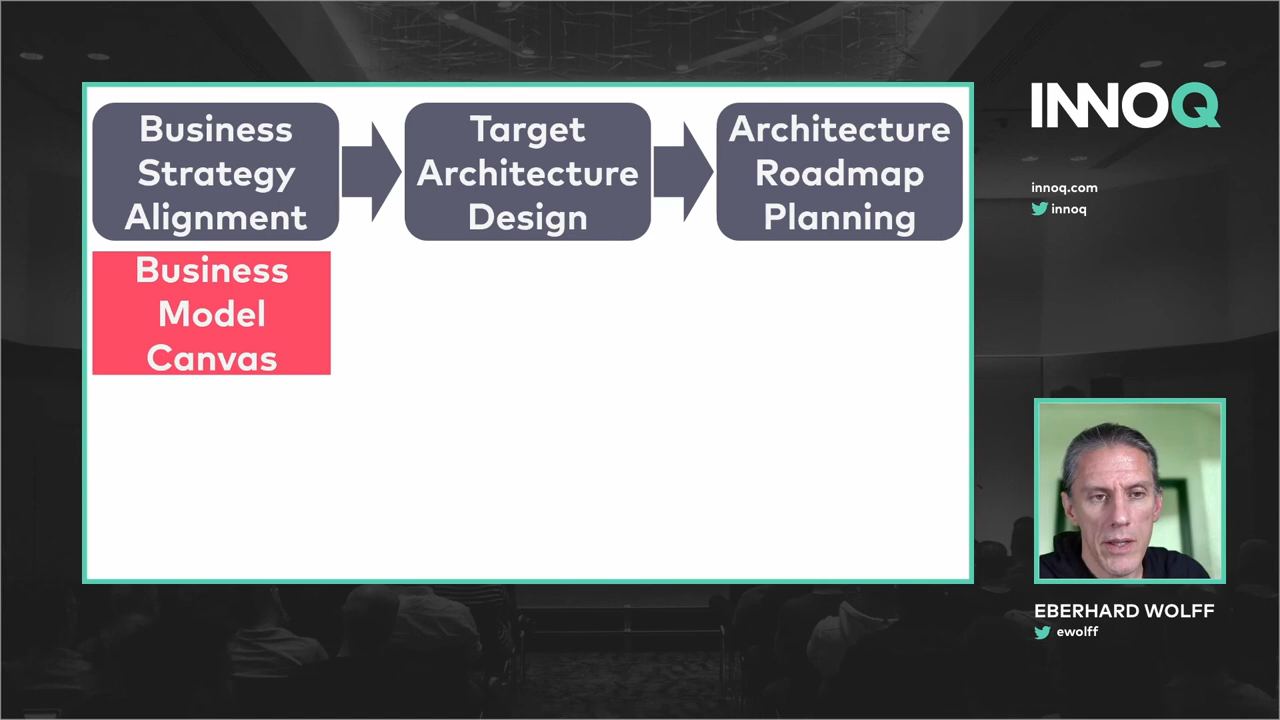 Business
Strategy
Alignment
Target
Architecture
Design
Architecture
Roadmap
Planning
Business
Model
Canvas
INNOQ
innoq.com
innoq
EBERHARD WOLFF
ewolff